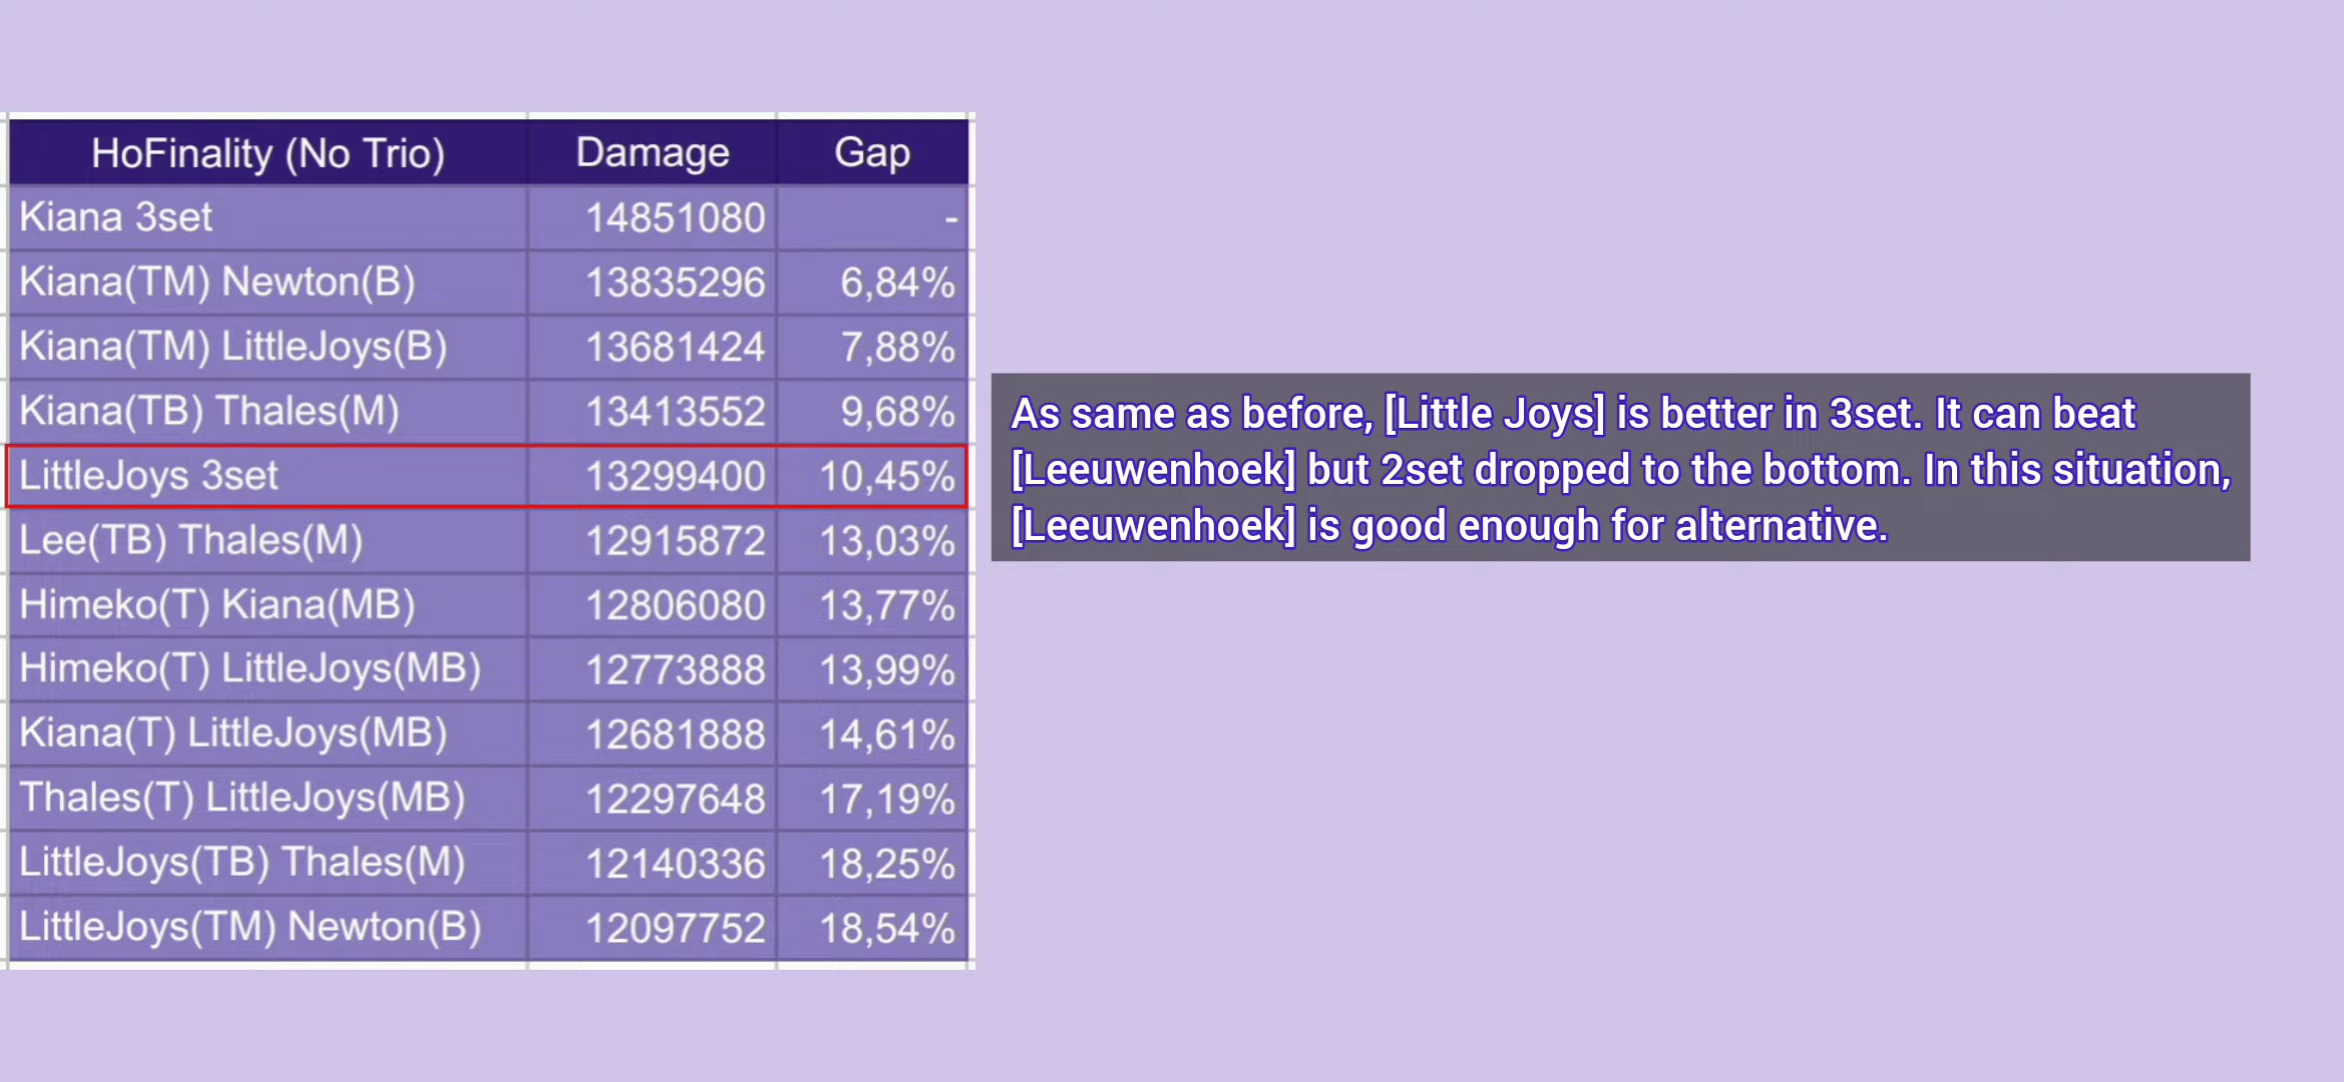 HoFinality (No Trio) Damage Gap
Kiana 3set 14851080 -
Kiana(TM) Newton(B) 13835296 6,84%
Kiana(TM) LittleJoys(B) 13681424 7,88%
Kiana(TB) Thales(M) 13413552 9,68%
LittleJoys 3set 13299400 10,45%
Lee(TB) Thales(M) 12915872 13,03%
Himeko(T) Kiana(MB) 12806080 13,77%
Himeko(T) LittleJoys(MB) 12773888 13,99%
Kiana(T) LittleJoys(MB) 12681888 14,61%
Thales(T) LittleJoys(MB) 12297648 17,19%
LittleJoys(TB) Thales(M) 12140336 18,25%
LittleJoys(TM) Newton(B) 12097752 18,54%
As same as before, [Little Joys] is better in 3set. It can beat
[Leeuwenhoek] but 2set dropped to the bottom. In this situation,
[Leeuwenhoek] is good enough for alternative.